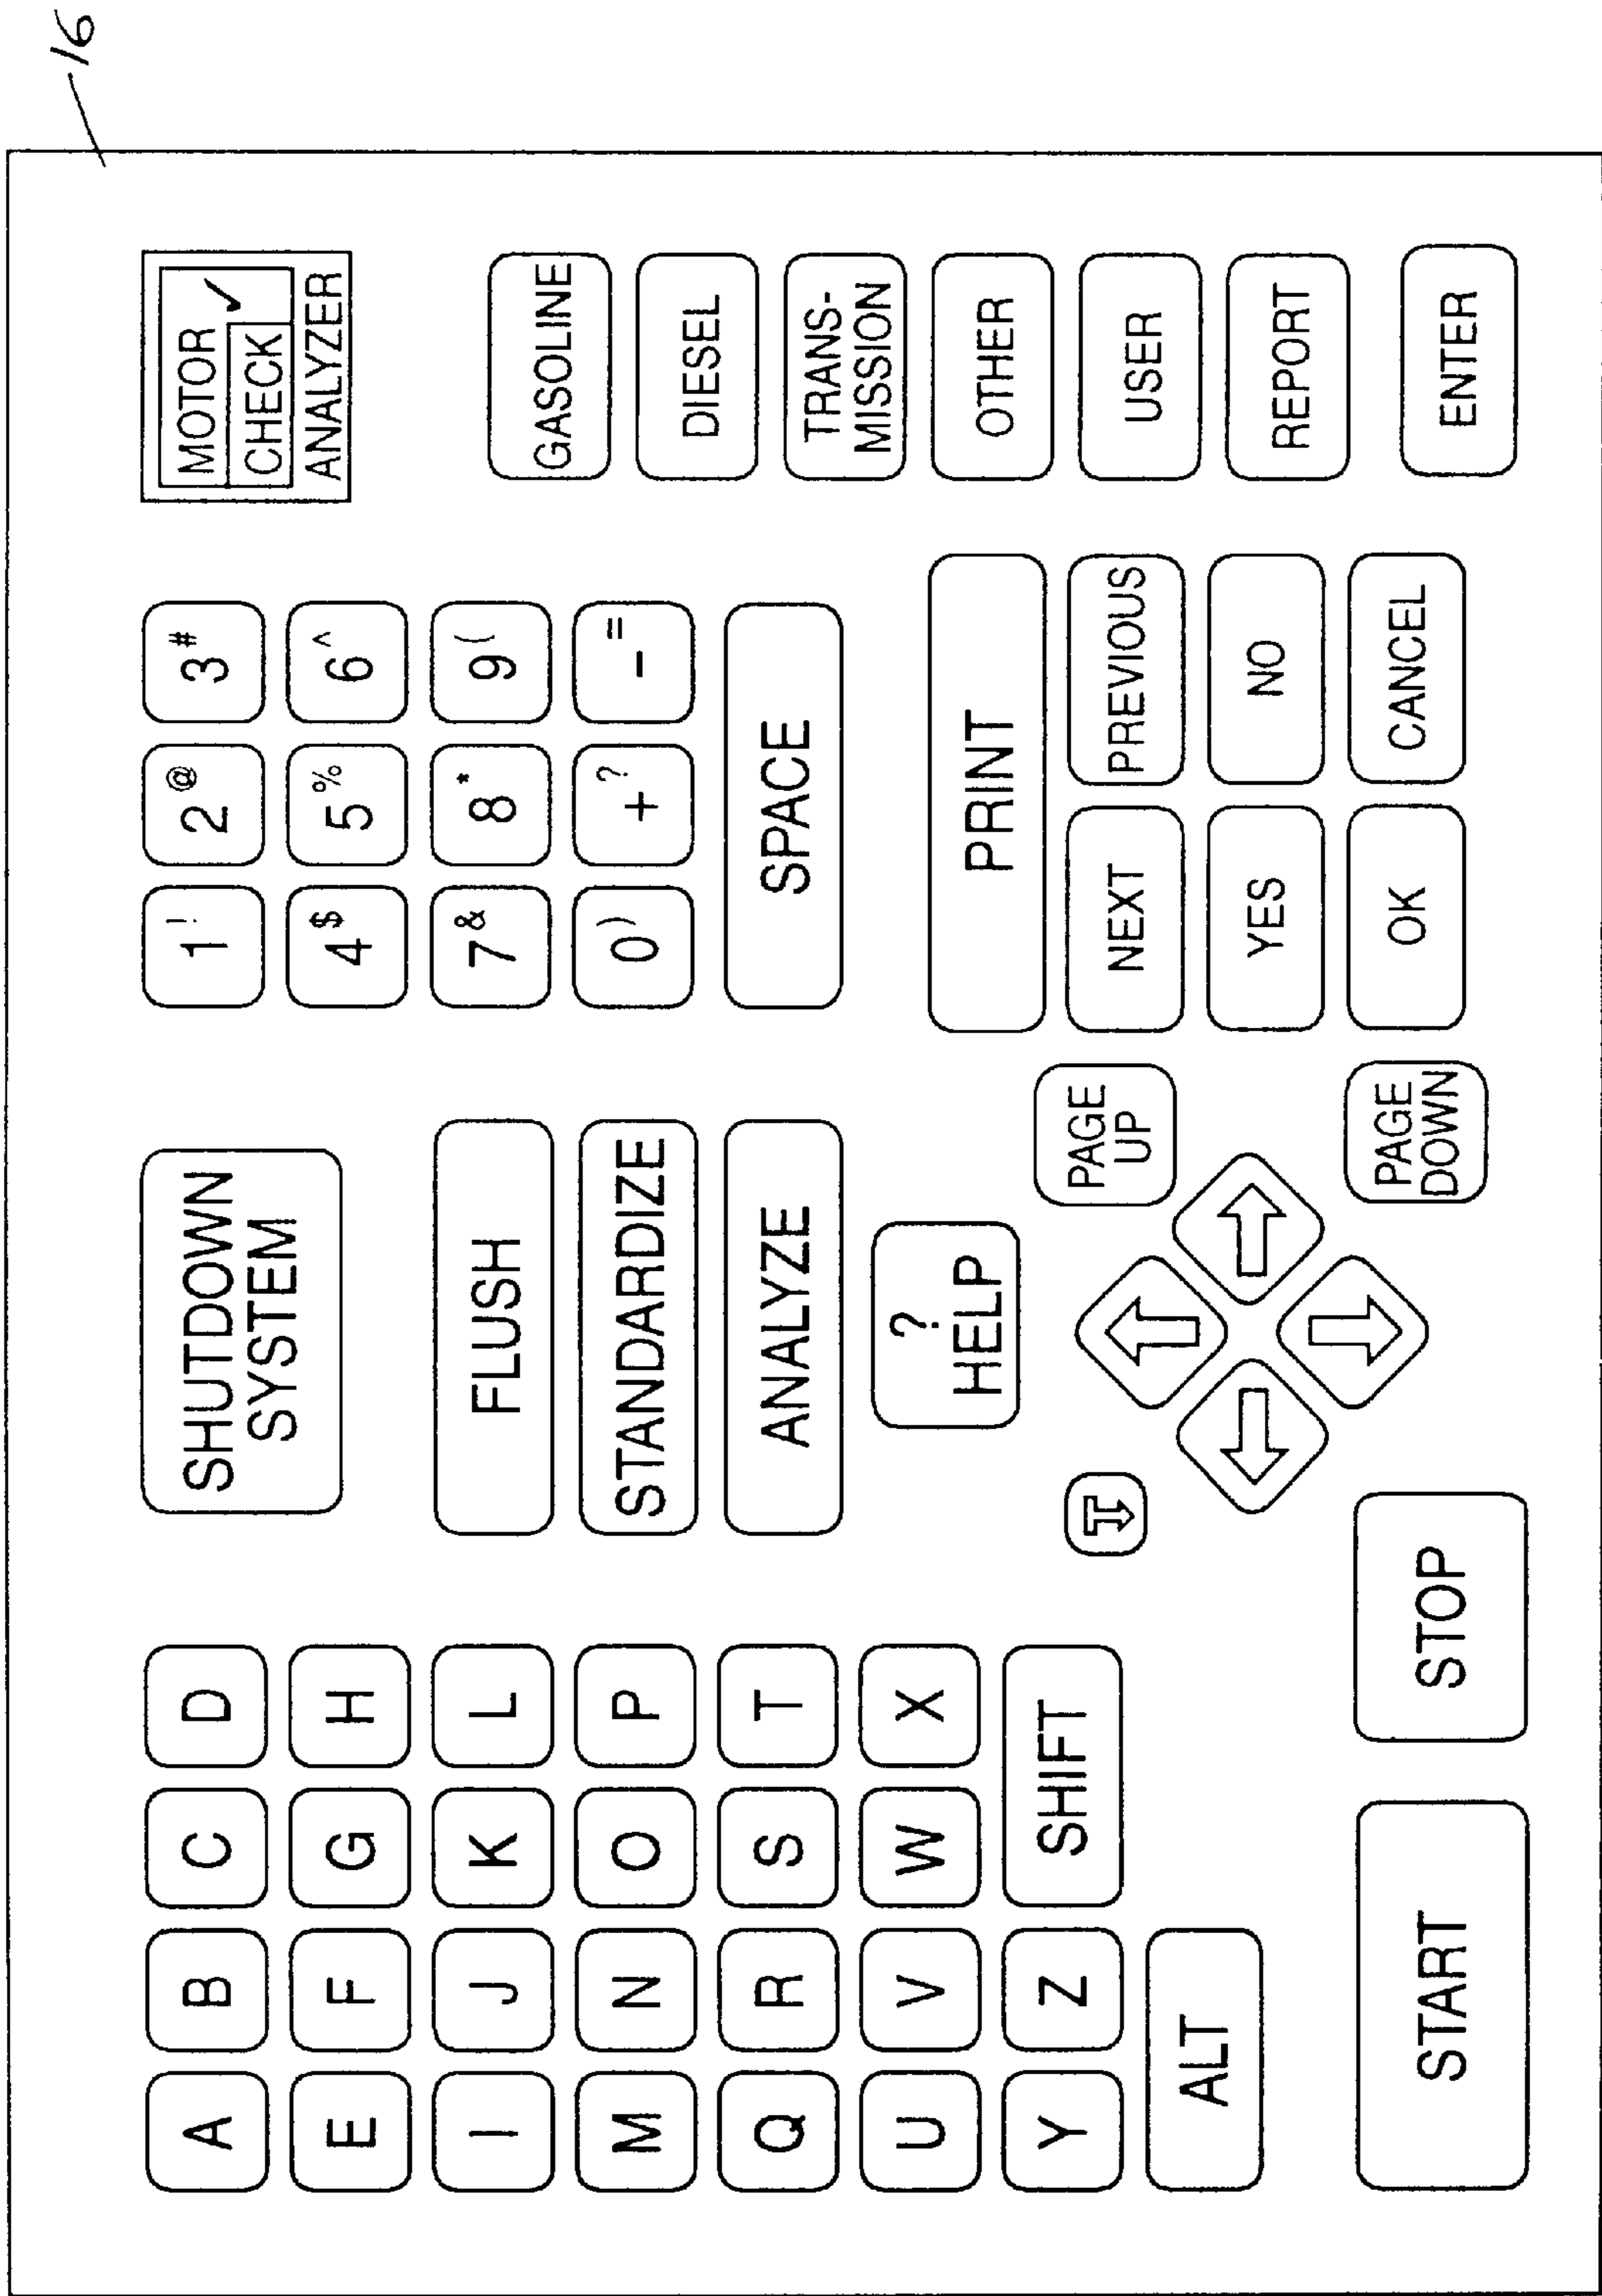 16
A B C D
E F G H
I J K L
M N O P
Q R S T
U V W X
Y Z SHIFT
ALT
START STOP
SHUTDOWN
SYSTEM
FLUSH
STANDARDIZE
ANALYZE
?
HELP
PAGE
UP
PAGE
DOWN
1! 2@ 3#
4$ 5% 6^
7& 8* 9(
0) +? -=
SPACE
PRINT
NEXT PREVIOUS
YES NO
OK CANCEL
MOTOR
CHECK ✓
ANALYZER
GASOLINE
DIESEL
TRANS-
MISSION
OTHER
USER
REPORT
ENTER